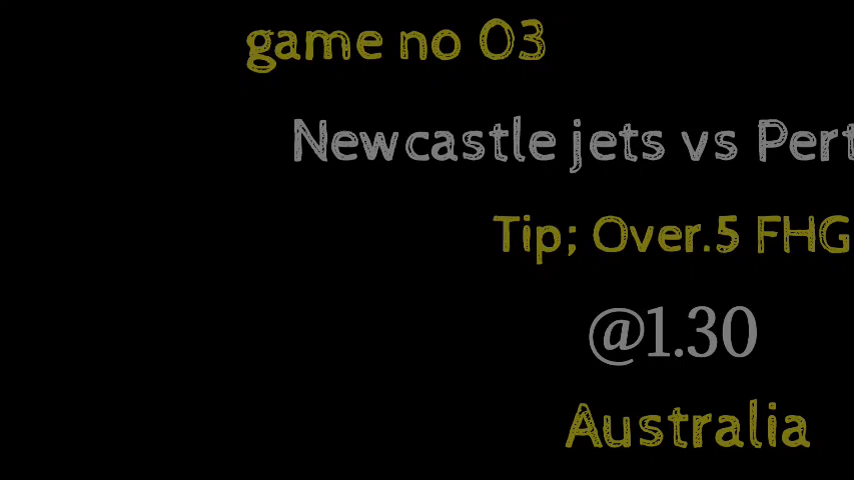 game no 03
Newcastle jets vs Pert
Tip; Over.5 FHG
@1.30
Australia